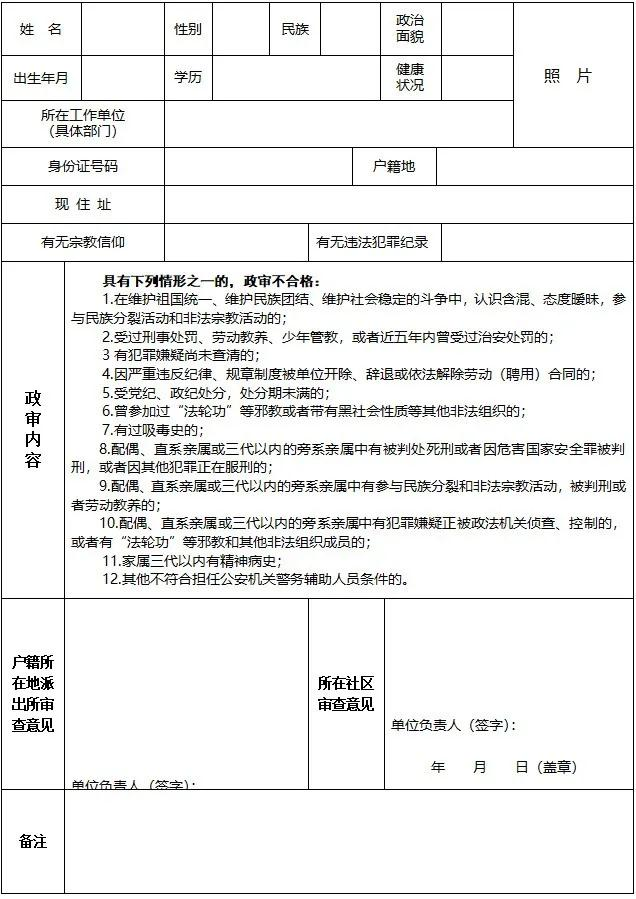 姓 名
性别
民族
政治
面貌
照 片
出生年月
学历
健康
状况
所在工作单位
（具体部门）
身份证号码
户籍地
现 住 址
有无宗教信仰
有无违法犯罪纪录
政审内容
具有下列情形之一的，政审不合格：
1.在维护祖国统一、维护民族团结、维护社会稳定的斗争中，认识含混、态度暧昧，参
与民族分裂活动和非法宗教活动的；
2.受过刑事处罚、劳动教养、少年管教，或者近五年内曾受过治安处罚的；
3 有犯罪嫌疑尚未查清的；
4.因严重违反纪律、规章制度被单位开除、辞退或依法解除劳动（聘用）合同的；
5.受党纪、政纪处分，处分期未满的；
6.曾参加过“法轮功”等邪教或者带有黑社会性质等其他非法组织的；
7.有过吸毒史的；
8.配偶、直系亲属或三代以内的旁系亲属中有被判处死刑或者因危害国家安全罪被判
刑，或者因其他犯罪正在服刑的；
9.配偶、直系亲属或三代以内的旁系亲属中有参与民族分裂和非法宗教活动，被判刑或
者劳动教养的；
10.配偶、直系亲属或三代以内的旁系亲属中有犯罪嫌疑正被政法机关侦查、控制的，
或者有“法轮功”等邪教和其他非法组织成员的；
11.家属三代以内有精神病史；
12.其他不符合担任公安机关警务辅助人员条件的。
户籍所
在地派
出所审
查意见
单位负责人（签字）：
所在社区
审查意见
单位负责人（签字）：
年 月 日（盖章）
备注